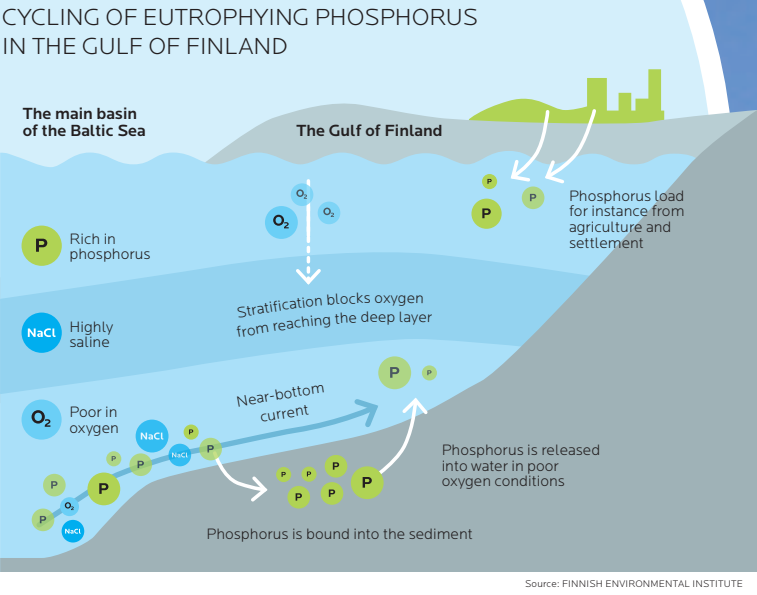 CYCLING OF EUTROPHYING PHOSPHORUS
IN THE GULF OF FINLAND
The main basin
of the Baltic Sea
The Gulf of Finland
P
P
P
Phosphorus load
for instance from
agriculture and
settlement
O₂
O₂
O₂
P
Rich in
phosphorus
Stratification blocks oxygen
from reaching the deep layer
NaCl
Highly
saline
O₂
Poor in
oxygen
Near-bottom
current
P
P
NaCl
P
NaCl
P
P
P
P
P
O₂
P
NaCl
P
P
P
P
P
P
P
Phosphorus is released
into water in poor
oxygen conditions
Phosphorus is bound into the sediment
Source: FINNISH ENVIRONMENTAL INSTITUTE